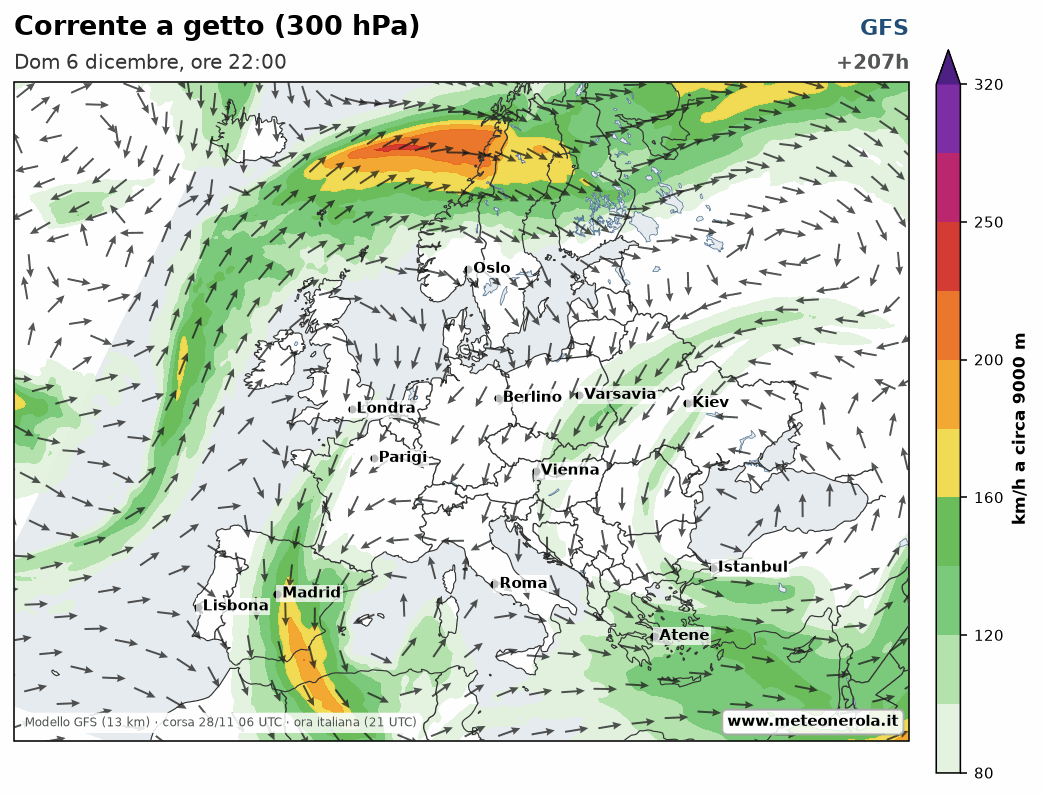 Corrente a getto (300 hPa)
GFS
Dom 6 dicembre, ore 22:00
+207h
320
250
200
160
120
80
km/h a circa 9000 m
Oslo
Londra
Berlino
Varsavia
Kiev
Parigi
Vienna
Istanbul
Roma
Madrid
Lisbona
Atene
Modello GFS (13 km) · corsa 28/11 06 UTC · ora italiana (21 UTC)
www.meteonerola.it